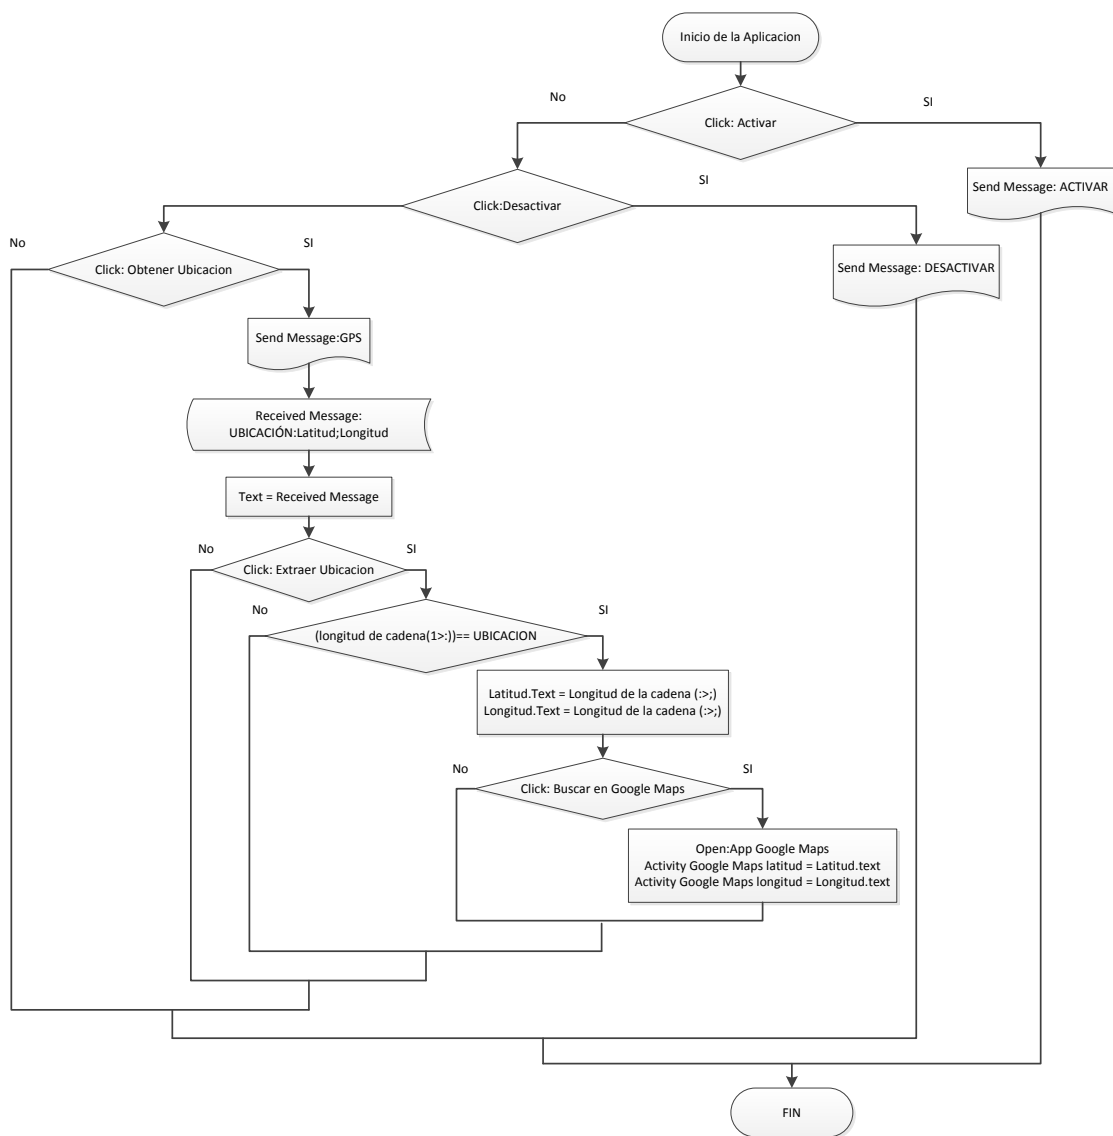 Inicio de la Aplicacion
No
SI
Click: Activar
SI
Send Message: ACTIVAR
Click:Desactivar
No
SI
Click: Obtener Ubicacion
Send Message: DESACTIVAR
Send Message:GPS
Received Message:
UBICACIÓN:Latitud;Longitud
Text = Received Message
No
SI
Click: Extraer Ubicacion
No
SI
(longitud de cadena(1>:))== UBICACION
Latitud.Text = Longitud de la cadena (:>;)
Longitud.Text = Longitud de la cadena (:>;)
No
SI
Click: Buscar en Google Maps
Open:App Google Maps
Activity Google Maps latitud = Latitud.text
Activity Google Maps longitud = Longitud.text
FIN